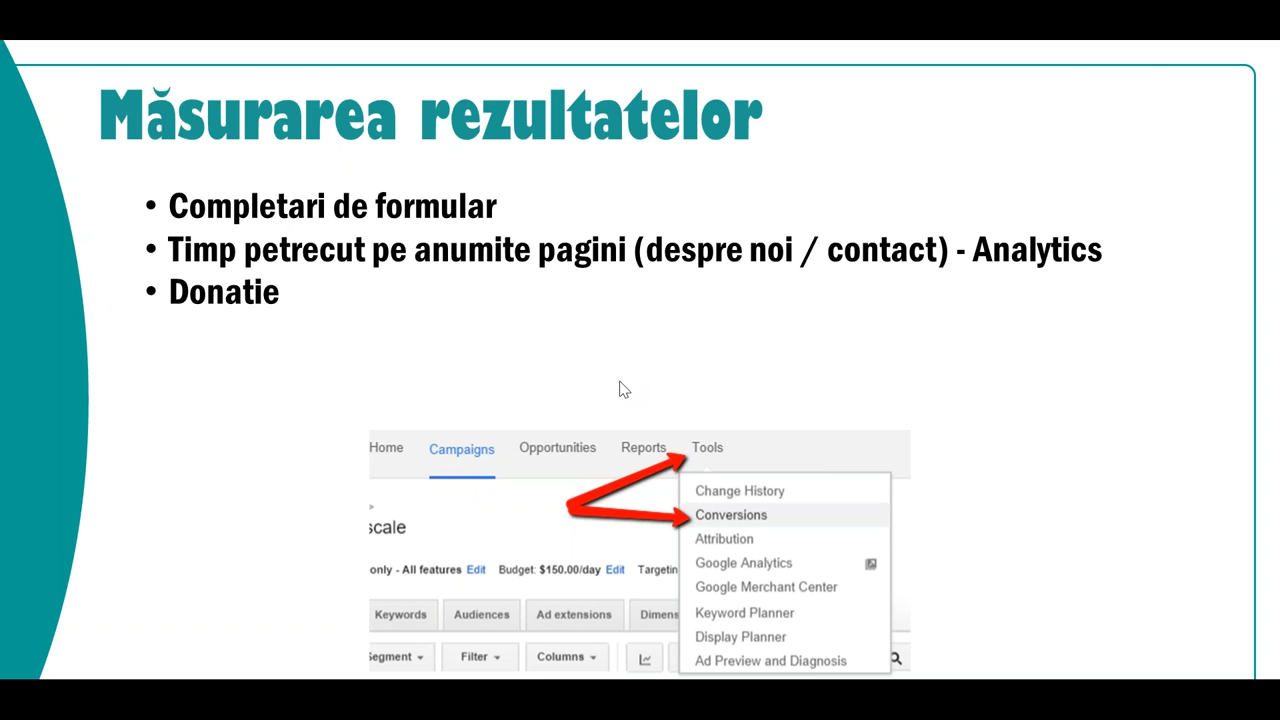 Măsurarea rezultatelor
• Completari de formular
• Timp petrecut pe anumite pagini (despre noi / contact) - Analytics
• Donatie
Home Campaigns Opportunities Reports Tools
Change History
>
scale
Conversions
Attribution
only - All features Edit Budget: $150.00/day Edit
Google Analytics
Google Merchant Center
Keywords Audiences Ad extensions
Keyword Planner
Display Planner
Filter Columns
Ad Preview and Diagnosis